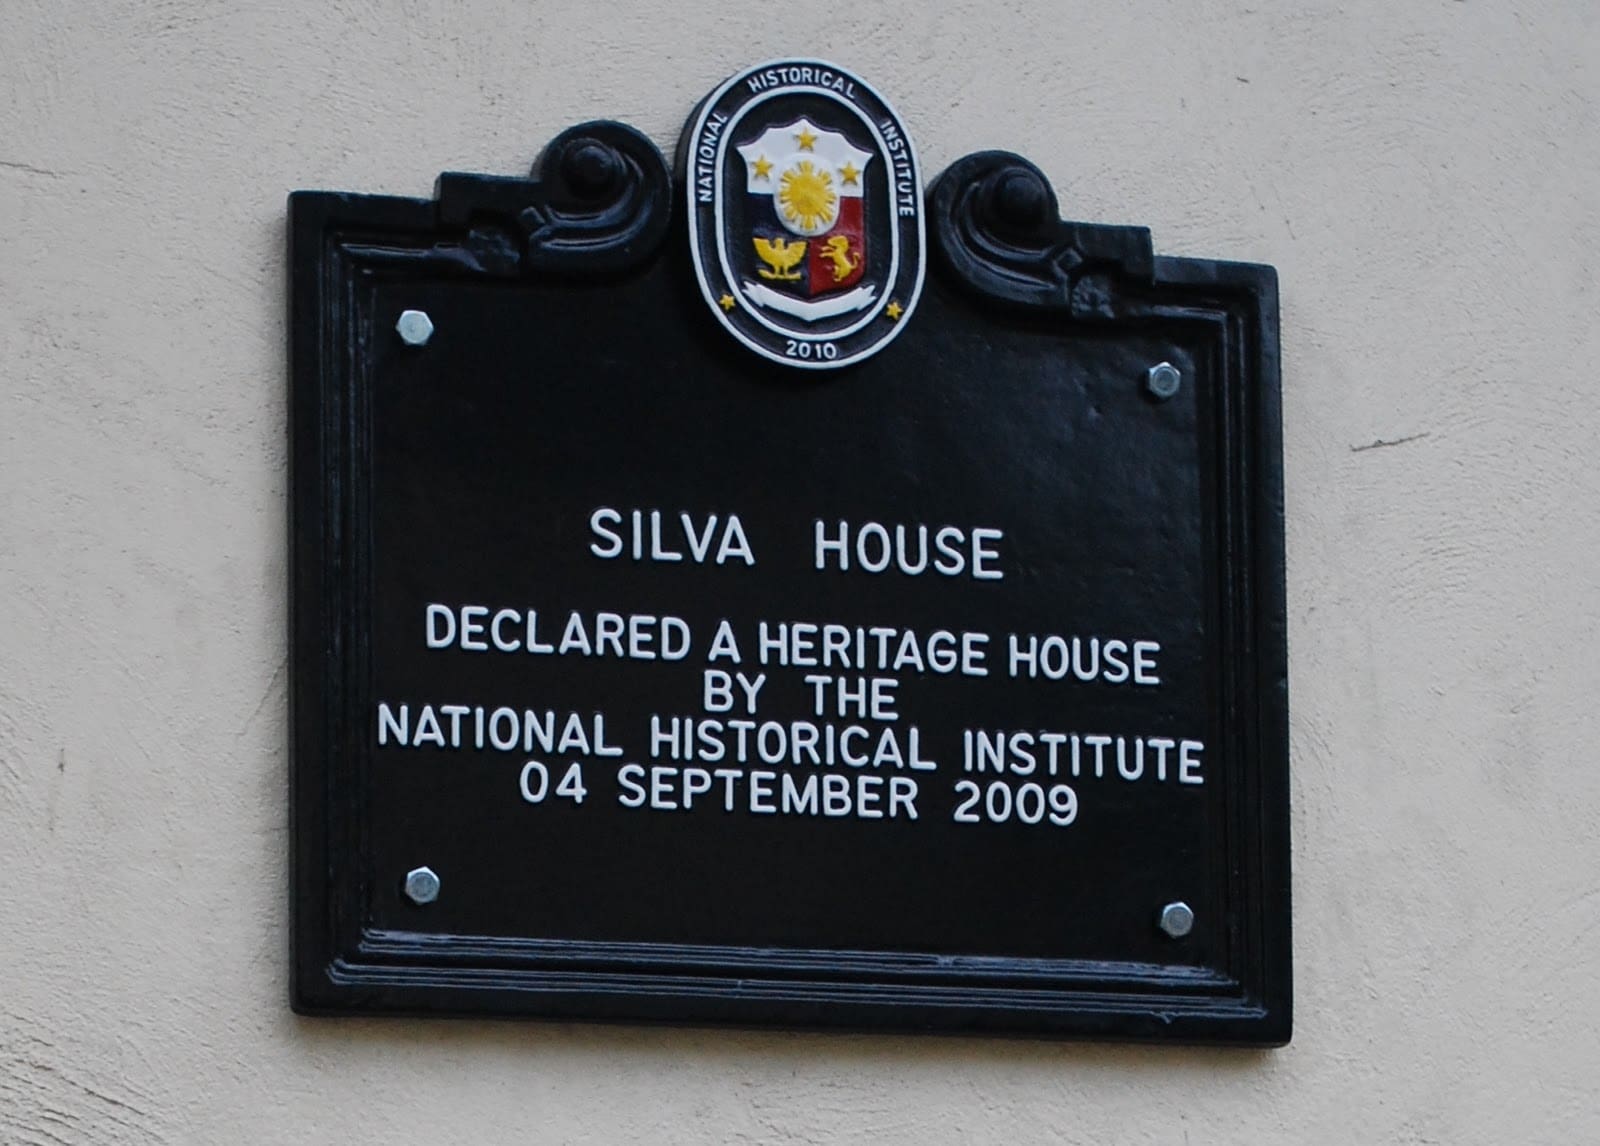 NATIONAL HISTORICAL INSTITUTE
2010
SILVA HOUSE
DECLARED A HERITAGE HOUSE
BY THE
NATIONAL HISTORICAL INSTITUTE
04 SEPTEMBER 2009